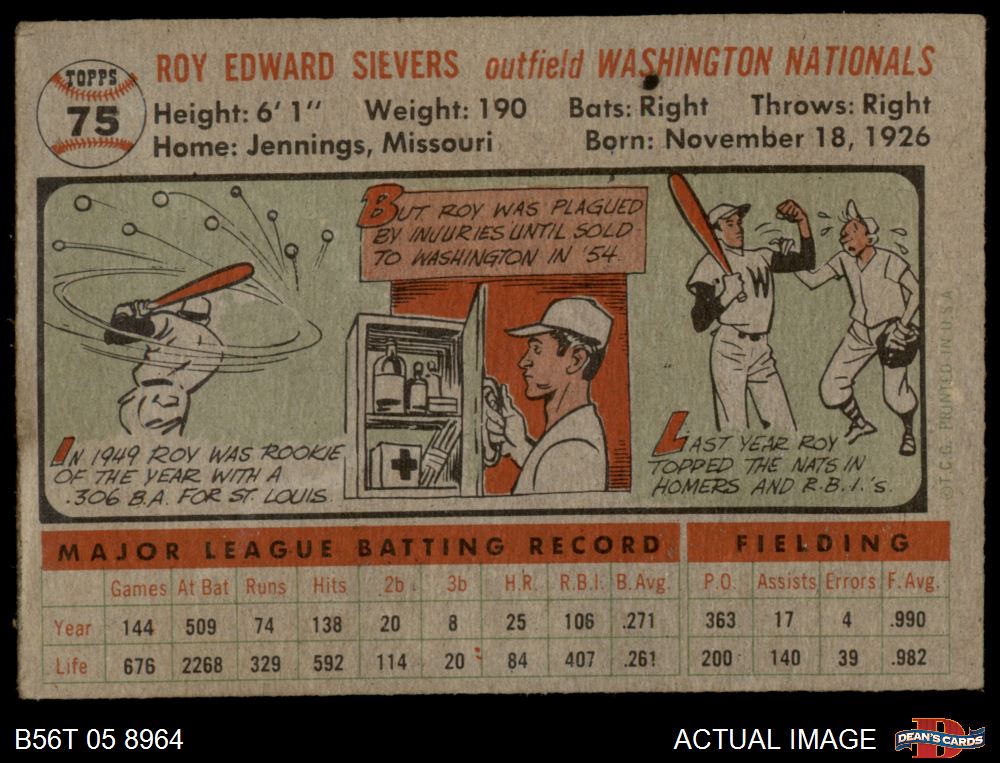 TOPPS
75
ROY EDWARD SIEVERS outfield WASHINGTON NATIONALS
Height: 6' 1" Weight: 190 Bats: Right Throws: Right
Home: Jennings, Missouri Born: November 18, 1926
IN 1949 ROY WAS ROOKIE
OF THE YEAR WITH A
.306 B.A. FOR ST. LOUIS.
BUT ROY WAS PLAGUED
BY INJURIES UNTIL SOLD
TO WASHINGTON IN '54.
W
LAST YEAR ROY
TOPPED THE NATS IN
HOMERS AND R.B.I.'s.
©T.C.G. PRINTED IN U.S.A.
MAJOR LEAGUE BATTING RECORD FIELDING
Games At Bat Runs Hits 2b 3b H.R. R.B.I. B.Avg. P.O. Assists Errors F.Avg.
Year 144 509 74 138 20 8 25 106 .271 363 17 4 .990
Life 676 2268 329 592 114 20 84 407 .261 200 140 39 .982
B56T 05 8964
ACTUAL IMAGE
DEAN'S CARDS